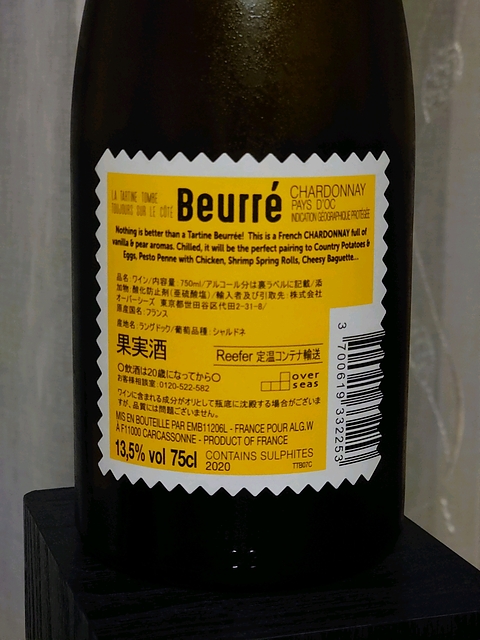 LA TARTINE TOMBE
TOUJOURS SUR LE CÔTÉ
Beurré
CHARDONNAY
PAYS D'OC
INDICATION GÉOGRAPHIQUE PROTÉGÉE
Nothing is better than a Tartine Beurrée! This is a French CHARDONNAY full of
vanilla & pear aromas. Chilled, it will be the perfect pairing to Country Potatoes &
Eggs, Pesto Penne with Chicken, Shrimp Spring Rolls, Cheesy Baguette...
品名:ワイン/内容量:750ml/アルコール分は裏ラベルに記載/添
加物:酸化防止剤(亜硫酸塩)/輸入者及び引取先:株式会社
オーバーシーズ 東京都世田谷区代田2-31-8/
原産国名:フランス
産地名:ラングドック/葡萄品種:シャルドネ
果実酒
Reefer 定温コンテナ輸送
〇飲酒は20歳になってから〇
お客様相談室:0120-522-582
over
seas
ワインに含まれる成分がオリとして瓶底に沈殿する場合がございま
すが、品質には問題ございません。
MIS EN BOUTEILLE PAR EMB11206L - FRANCE POUR ALG.W
À F11000 CARCASSONNE - PRODUCT OF FRANCE
13,5% vol 75cl
CONTAINS SULPHITES
2020
TTB07C
3 700619 332253